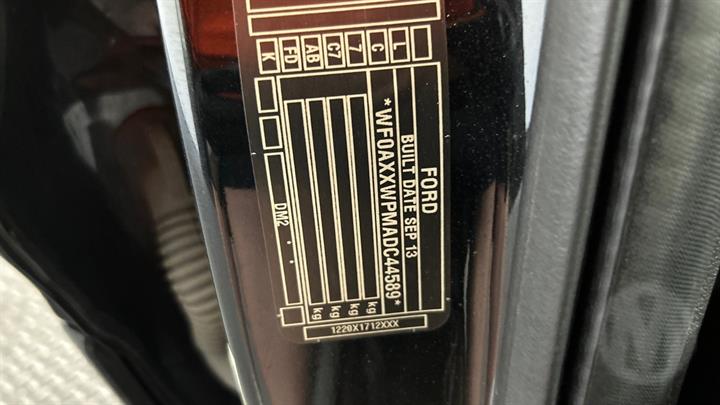 FORD
BUILT DATE SEP 13
*WF0AXXWPMADC44589*
kg
kg
kg
kg
DM2
L
C
7
C7
AB
FD
K
1220X1712XXX